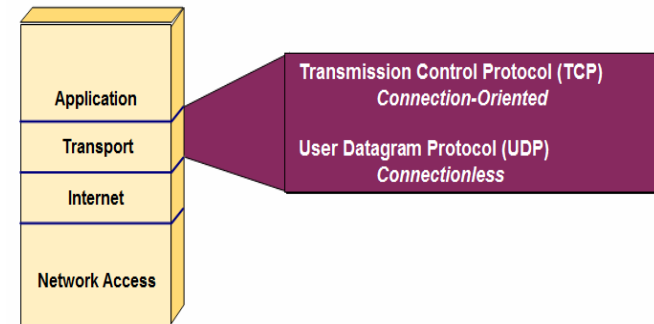 Application
Transport
Internet
Network Access
Transmission Control Protocol (TCP)
Connection-Oriented
User Datagram Protocol (UDP)
Connectionless